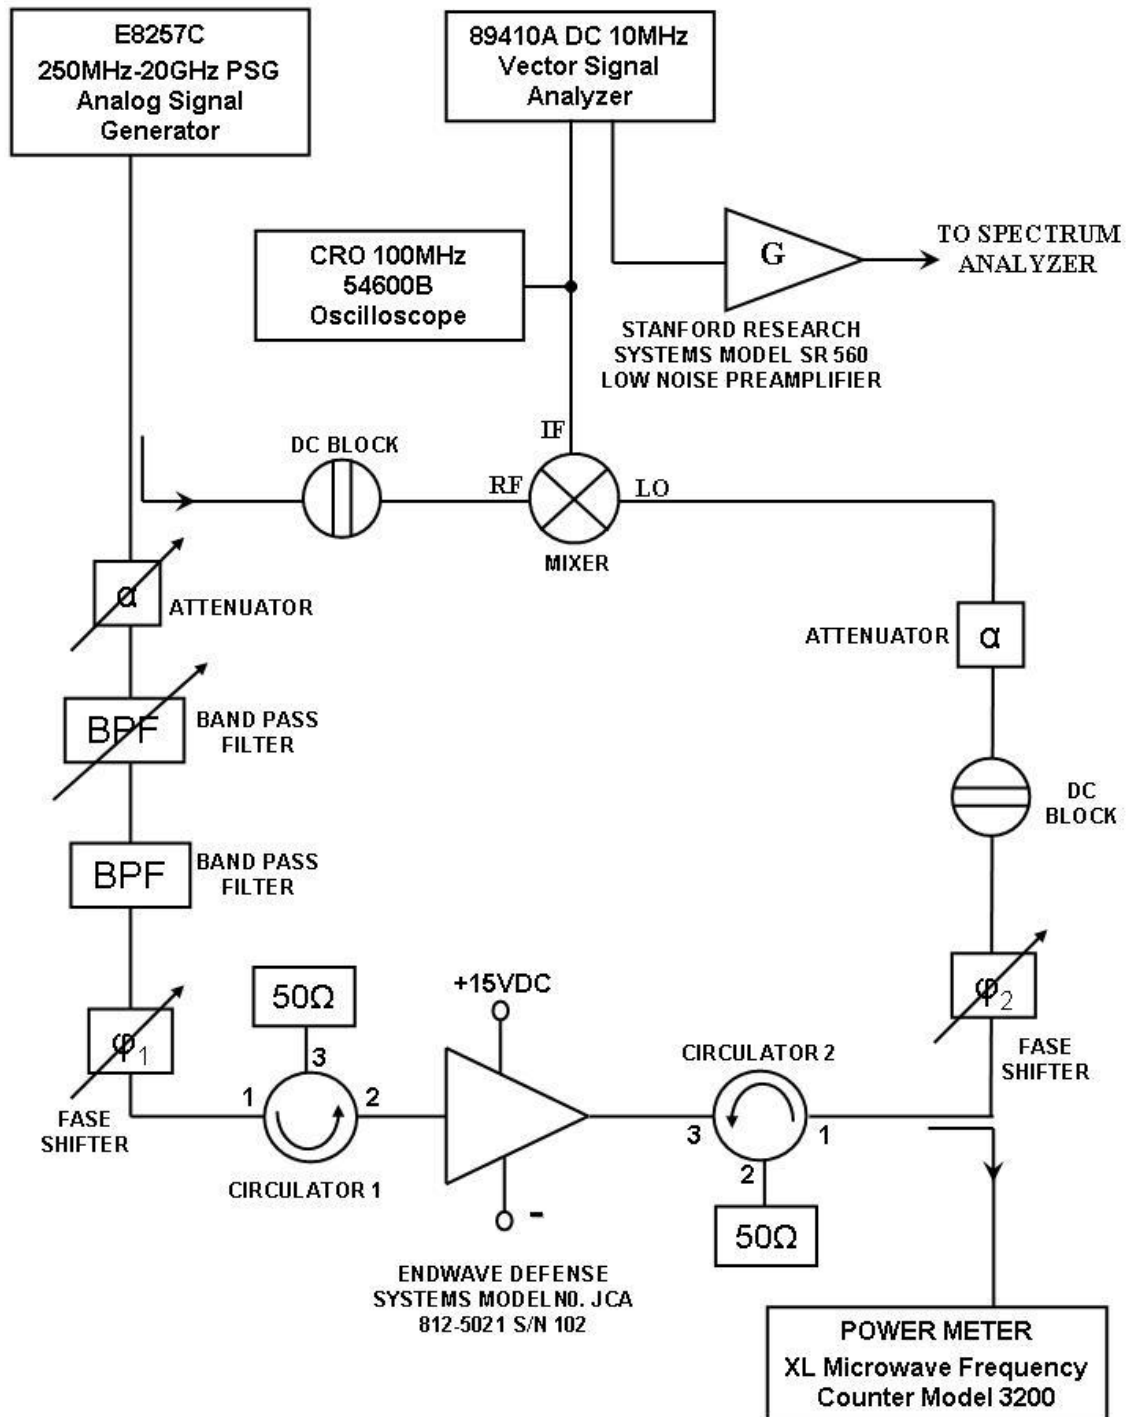 E8257C
250MHz-20GHz PSG
Analog Signal
Generator
89410A DC 10MHz
Vector Signal
Analyzer
CRO 100MHz
54600B
Oscilloscope
G
TO SPECTRUM
ANALYZER
STANFORD RESEARCH
SYSTEMS MODEL SR 560
LOW NOISE PREAMPLIFIER
DC BLOCK
IF
RF
LO
MIXER
α
ATTENUATOR
ATTENUATOR
α
BPF
BAND PASS
FILTER
DC
BLOCK
BPF
BAND PASS
FILTER
φ1
FASE
SHIFTER
50Ω
3
1
2
CIRCULATOR 1
+15VDC
-
ENDWAVE DEFENSE
SYSTEMS MODEL N0. JCA
812-5021 S/N 102
CIRCULATOR 2
3
1
2
50Ω
φ2
FASE
SHIFTER
POWER METER
XL Microwave Frequency
Counter Model 3200